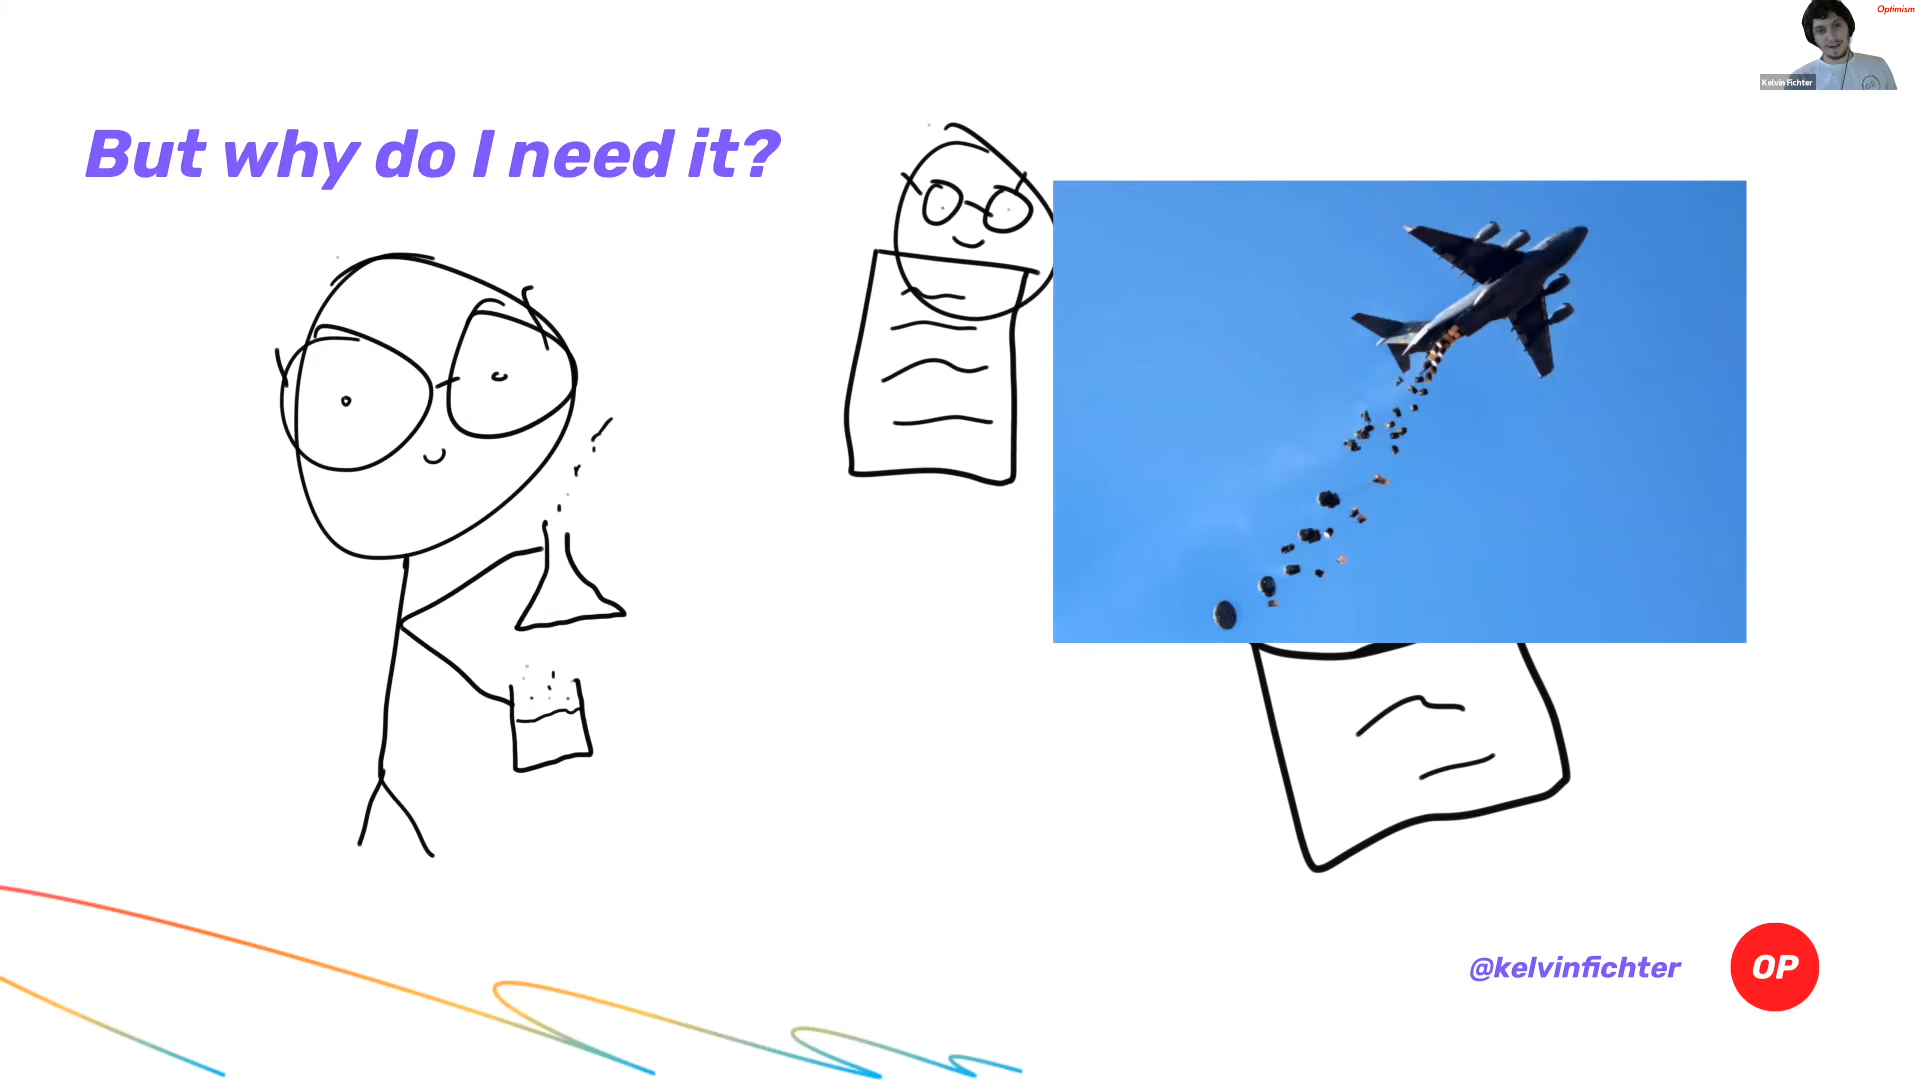 Optimism
Kelvin Fichter
But why do I need it?
@kelvinfichter
OP